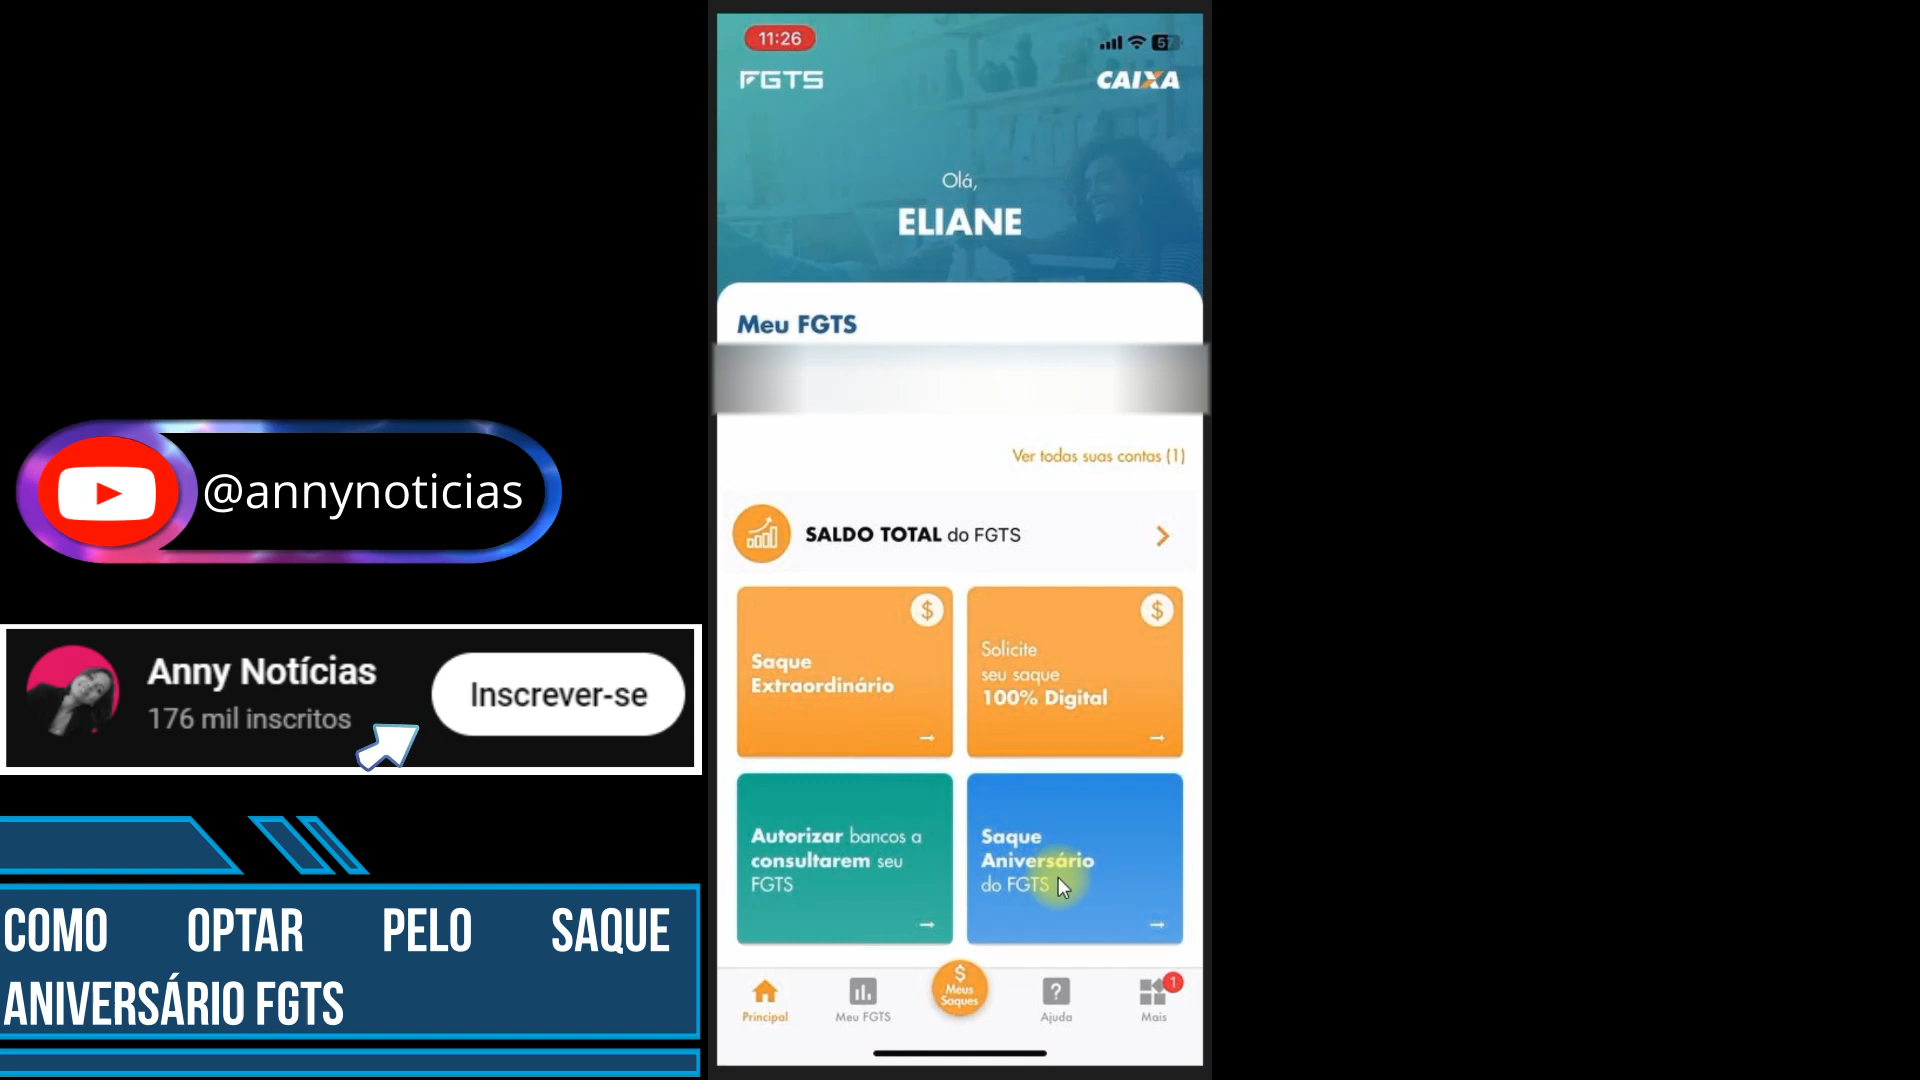 11:26
57
FGTS
CAIXA
Olá,
ELIANE
Meu FGTS
Ver todas suas contas (1)
SALDO TOTAL do FGTS
$
Saque
Extraordinário
$
Solicite
seu saque
100% Digital
Autorizar bancos a
consultarem seu
FGTS
Saque
Aniversário
do FGTS
Principal
Meu FGTS
$
Meus
Saques
?
Ajuda
1
Mais
@annynoticias
Anny Notícias
176 mil inscritos
Inscrever-se
COMO OPTAR PELO SAQUE
ANIVERSÁRIO FGTS